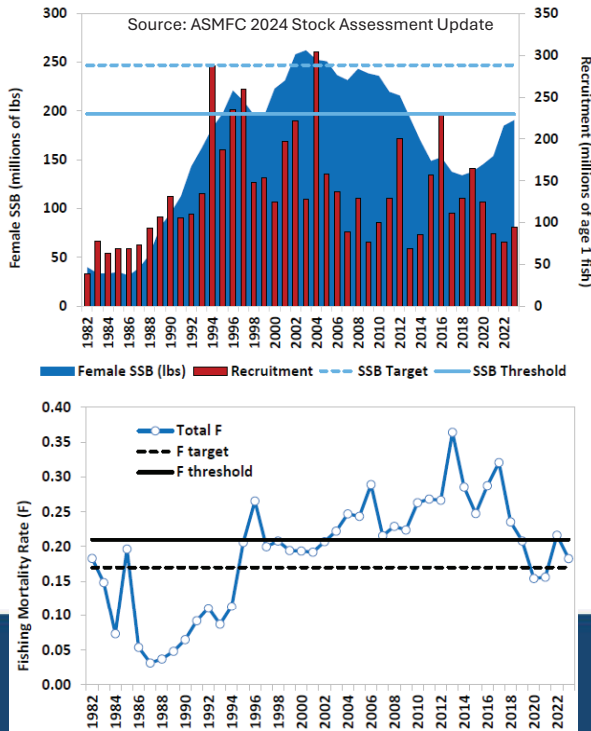 Source: ASMFC 2024 Stock Assessment Update
Female SSB (millions of lbs)
300
250
200
150
100
50
0
350
300
250
200
150
100
50
0
Recruitment (millions of age 1 fish)
1982 1984 1986 1988 1990 1992 1994 1996 1998 2000 2002 2004 2006 2008 2010 2012 2014 2016 2018 2020 2022
Female SSB (lbs) Recruitment SSB Target SSB Threshold
Fishing Mortality Rate (F)
0.40
0.35
0.30
0.25
0.20
0.15
0.10
0.05
0.00
Total F
F target
F threshold
1982 1984 1986 1988 1990 1992 1994 1996 1998 2000 2002 2004 2006 2008 2010 2012 2014 2016 2018 2020 2022